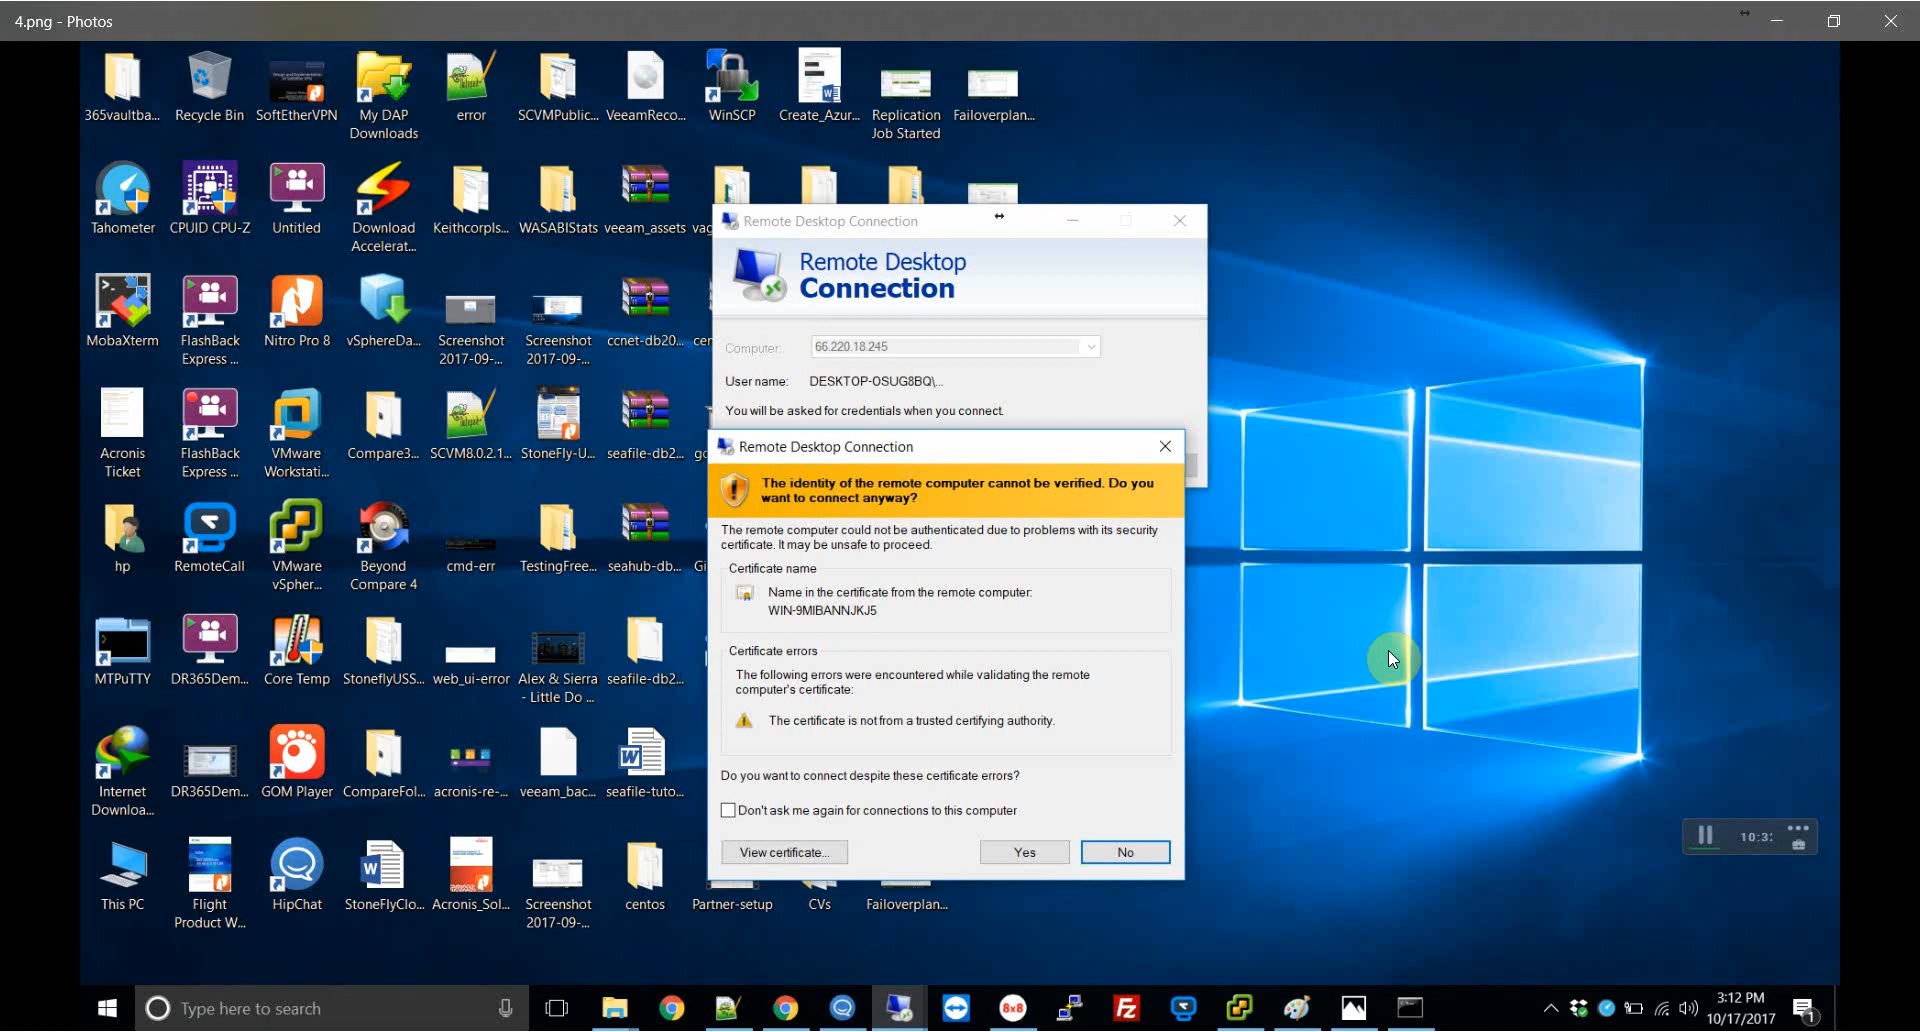 4.png - Photos
365vaultba...
Recycle Bin
SoftEtherVPN
My DAP
Downloads
error
SCVMPublic...
VeeamReco...
WinSCP
Create_Azur...
Replication
Job Started
Failoverplan...
Tahometer
CPUID CPU-Z
Untitled
Download
Accelerat...
Keithcorpls...
WASABIStats
veeam_assets
vag
MobaXterm
FlashBack
Express ...
Nitro Pro 8
vSphereDa...
Screenshot
2017-09-...
Screenshot
2017-09-...
ccnet-db20...
cer
Acronis
Ticket
FlashBack
Express ...
VMware
Workstati...
Compare3...
SCVM8.0.2.1...
StoneFly-U...
seafile-db2...
gc
hp
RemoteCall
VMware
vSpher...
Beyond
Compare 4
cmd-err
TestingFree...
seahub-db...
Gi
MTPuTTY
DR365Dem...
Core Temp
StoneflyUSS...
web_ui-error
Alex & Sierra
- Little Do ...
seafile-db2...
Internet
Downloa...
DR365Dem...
GOM Player
CompareFol...
acronis-re-...
veeam_bac...
seafile-tuto...
This PC
Flight
Product W...
HipChat
StoneFlyClo...
Acronis_Sol...
Screenshot
2017-09-...
centos
Partner-setup
CVs
Failoverplan...
Remote Desktop Connection
Remote Desktop
Connection
Computer:
66.220.18.245
User name:
DESKTOP-OSUG8BQ\...
You will be asked for credentials when you connect.
Remote Desktop Connection
The identity of the remote computer cannot be verified. Do you
want to connect anyway?
The remote computer could not be authenticated due to problems with its security
certificate. It may be unsafe to proceed.
Certificate name
Name in the certificate from the remote computer:
WIN-9MIBANNJKJ5
Certificate errors
The following errors were encountered while validating the remote
computer's certificate:
The certificate is not from a trusted certifying authority.
Do you want to connect despite these certificate errors?
Don't ask me again for connections to this computer
View certificate...
Yes
No
10:3
Type here to search
8x8
3:12 PM
10/17/2017
1